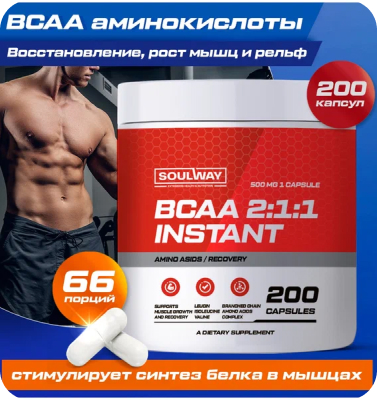 BCAA аминокислоты
Восстановление, рост мышц и рельеф
200
капсул
SOULWAY
500 MG 1 CAPSULE
BCAA 2:1:1
INSTANT
AMINO ASIDS / RECOVERY
SUPPORTS
MUSCLE GROWTH
AND RECOVERY
LEUCIN
ISOLEUCINE
VALINE
BRANCHED CHAIN
AMINO ACIDS
COMPLEX
200
CAPSULES
A DIETARY SUPPLEMENT
66
порций
стимулирует синтез белка в мышцах